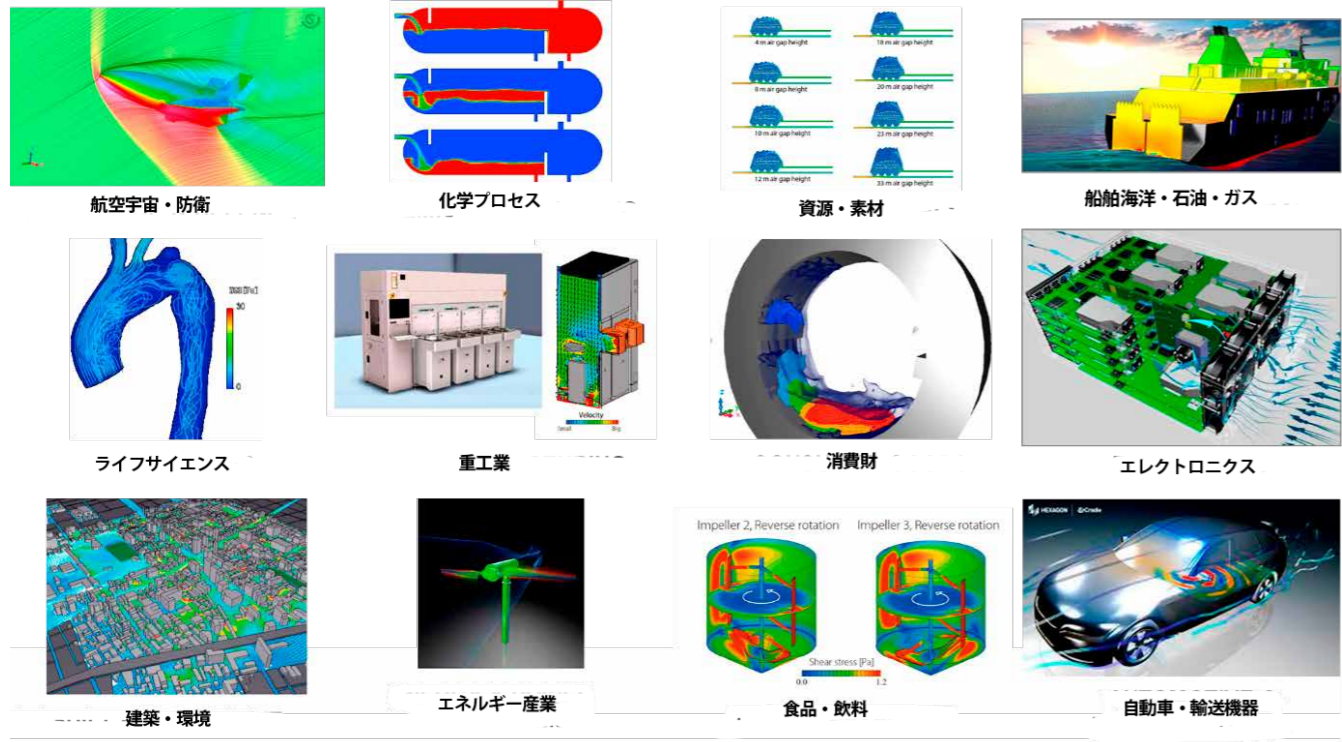 4 m air gap height
18 m air gap height
8 m air gap height
20 m air gap height
10 m air gap height
23 m air gap height
12 m air gap height
33 m air gap height
航空宇宙・防衛
化学プロセス
資源・素材
船舶海洋・石油・ガス
0
Velocity
Small
Big
ライフサイエンス
重工業
消費財
エレクトロニクス
Impeller 2, Reverse rotation
Impeller 3, Reverse rotation
HEXAGON
Cradle
Shear stress [Pa]
0.0
1.2
建築・環境
エネルギー産業
食品・飲料
自動車・輸送機器